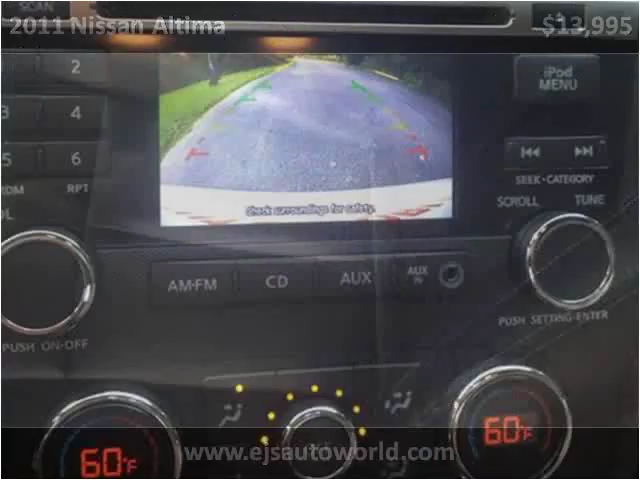 SCAN
2011 Nissan Altima $13,995
2
iPod
MENU
3 4
5 6
RDM RPT
SEEK•CATEGORY
SCROLL TUNE
Check surroundings for safety.
AM•FM CD AUX AUX IN
PUSH SETTING•ENTER
PUSH ON•OFF
60°F 60°F
www.ejsautoworld.com